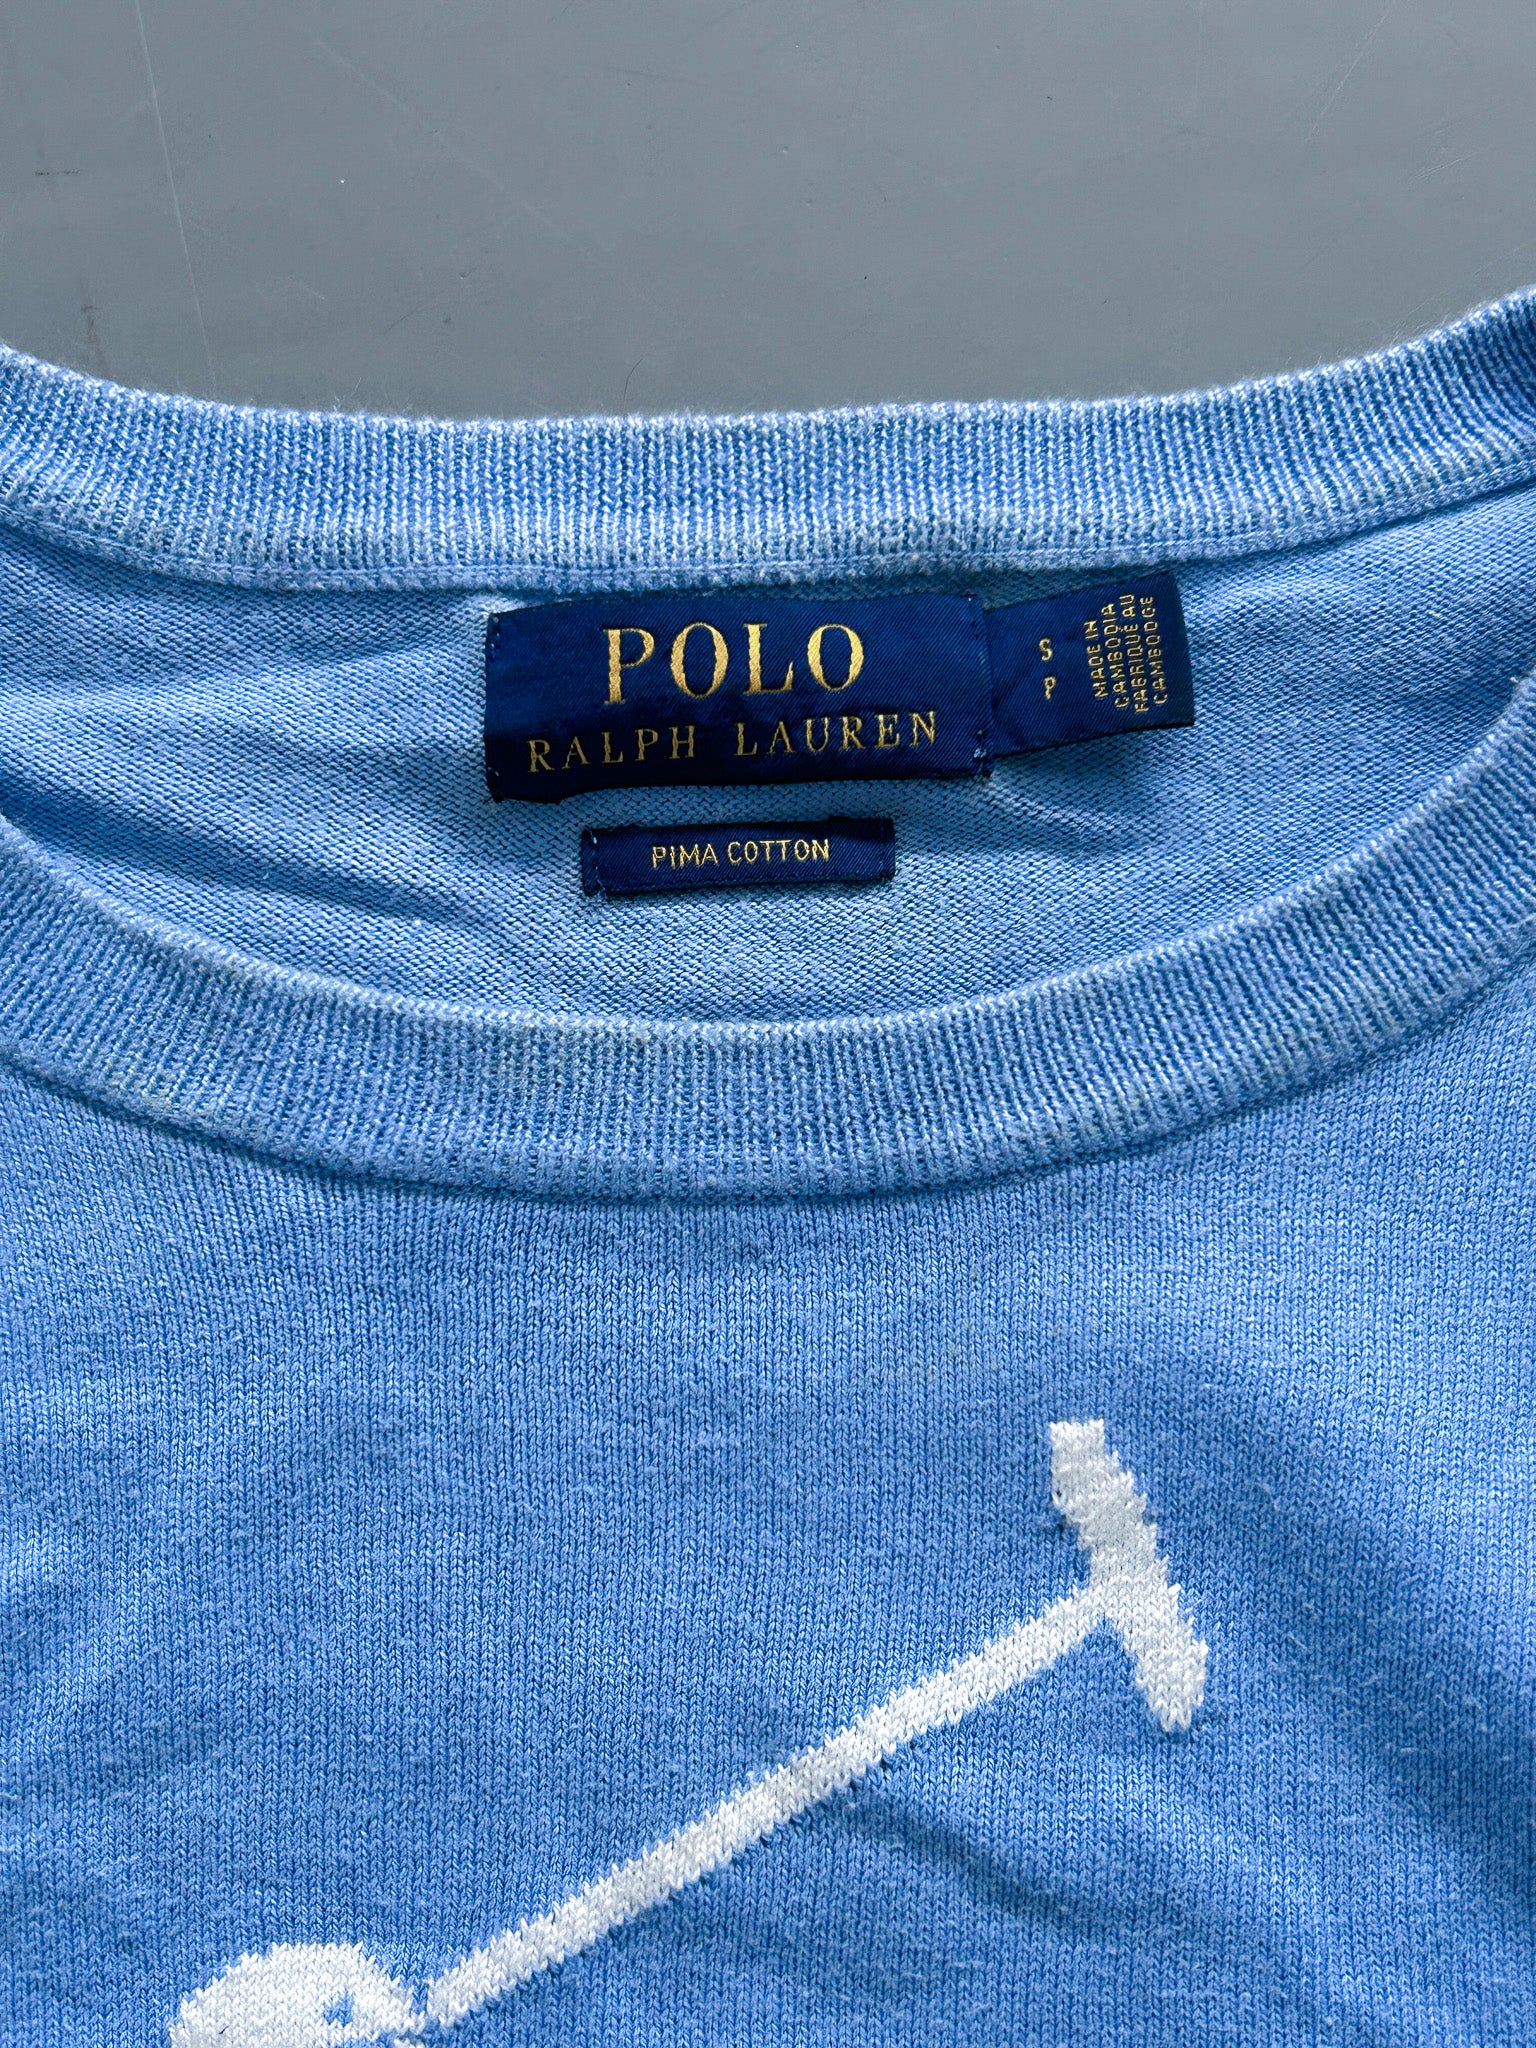 POLO
RALPH LAUREN
S
P
MADE IN
CAMBODIA
FABRIQUÉ AU
CAMBODGE
PIMA COTTON